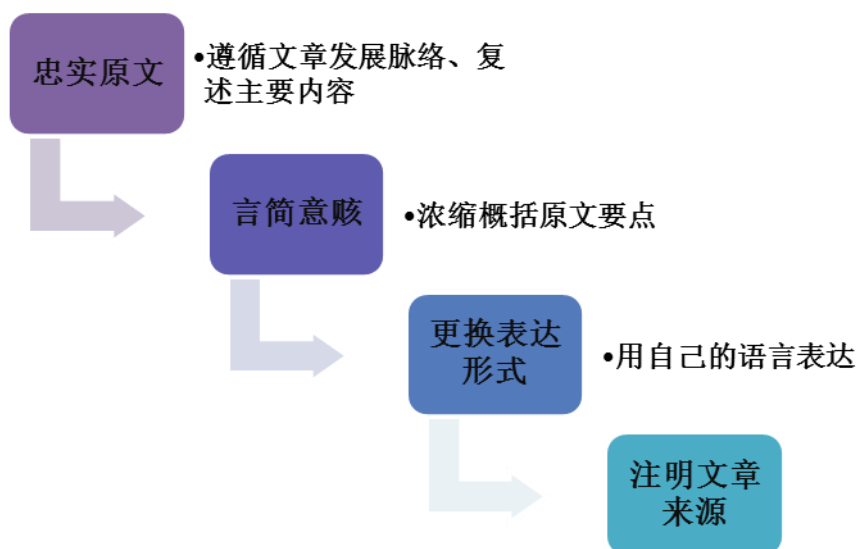 忠实原文
•遵循文章发展脉络、复
述主要内容
言简意赅
•浓缩概括原文要点
更换表达
形式
•用自己的语言表达
注明文章
来源